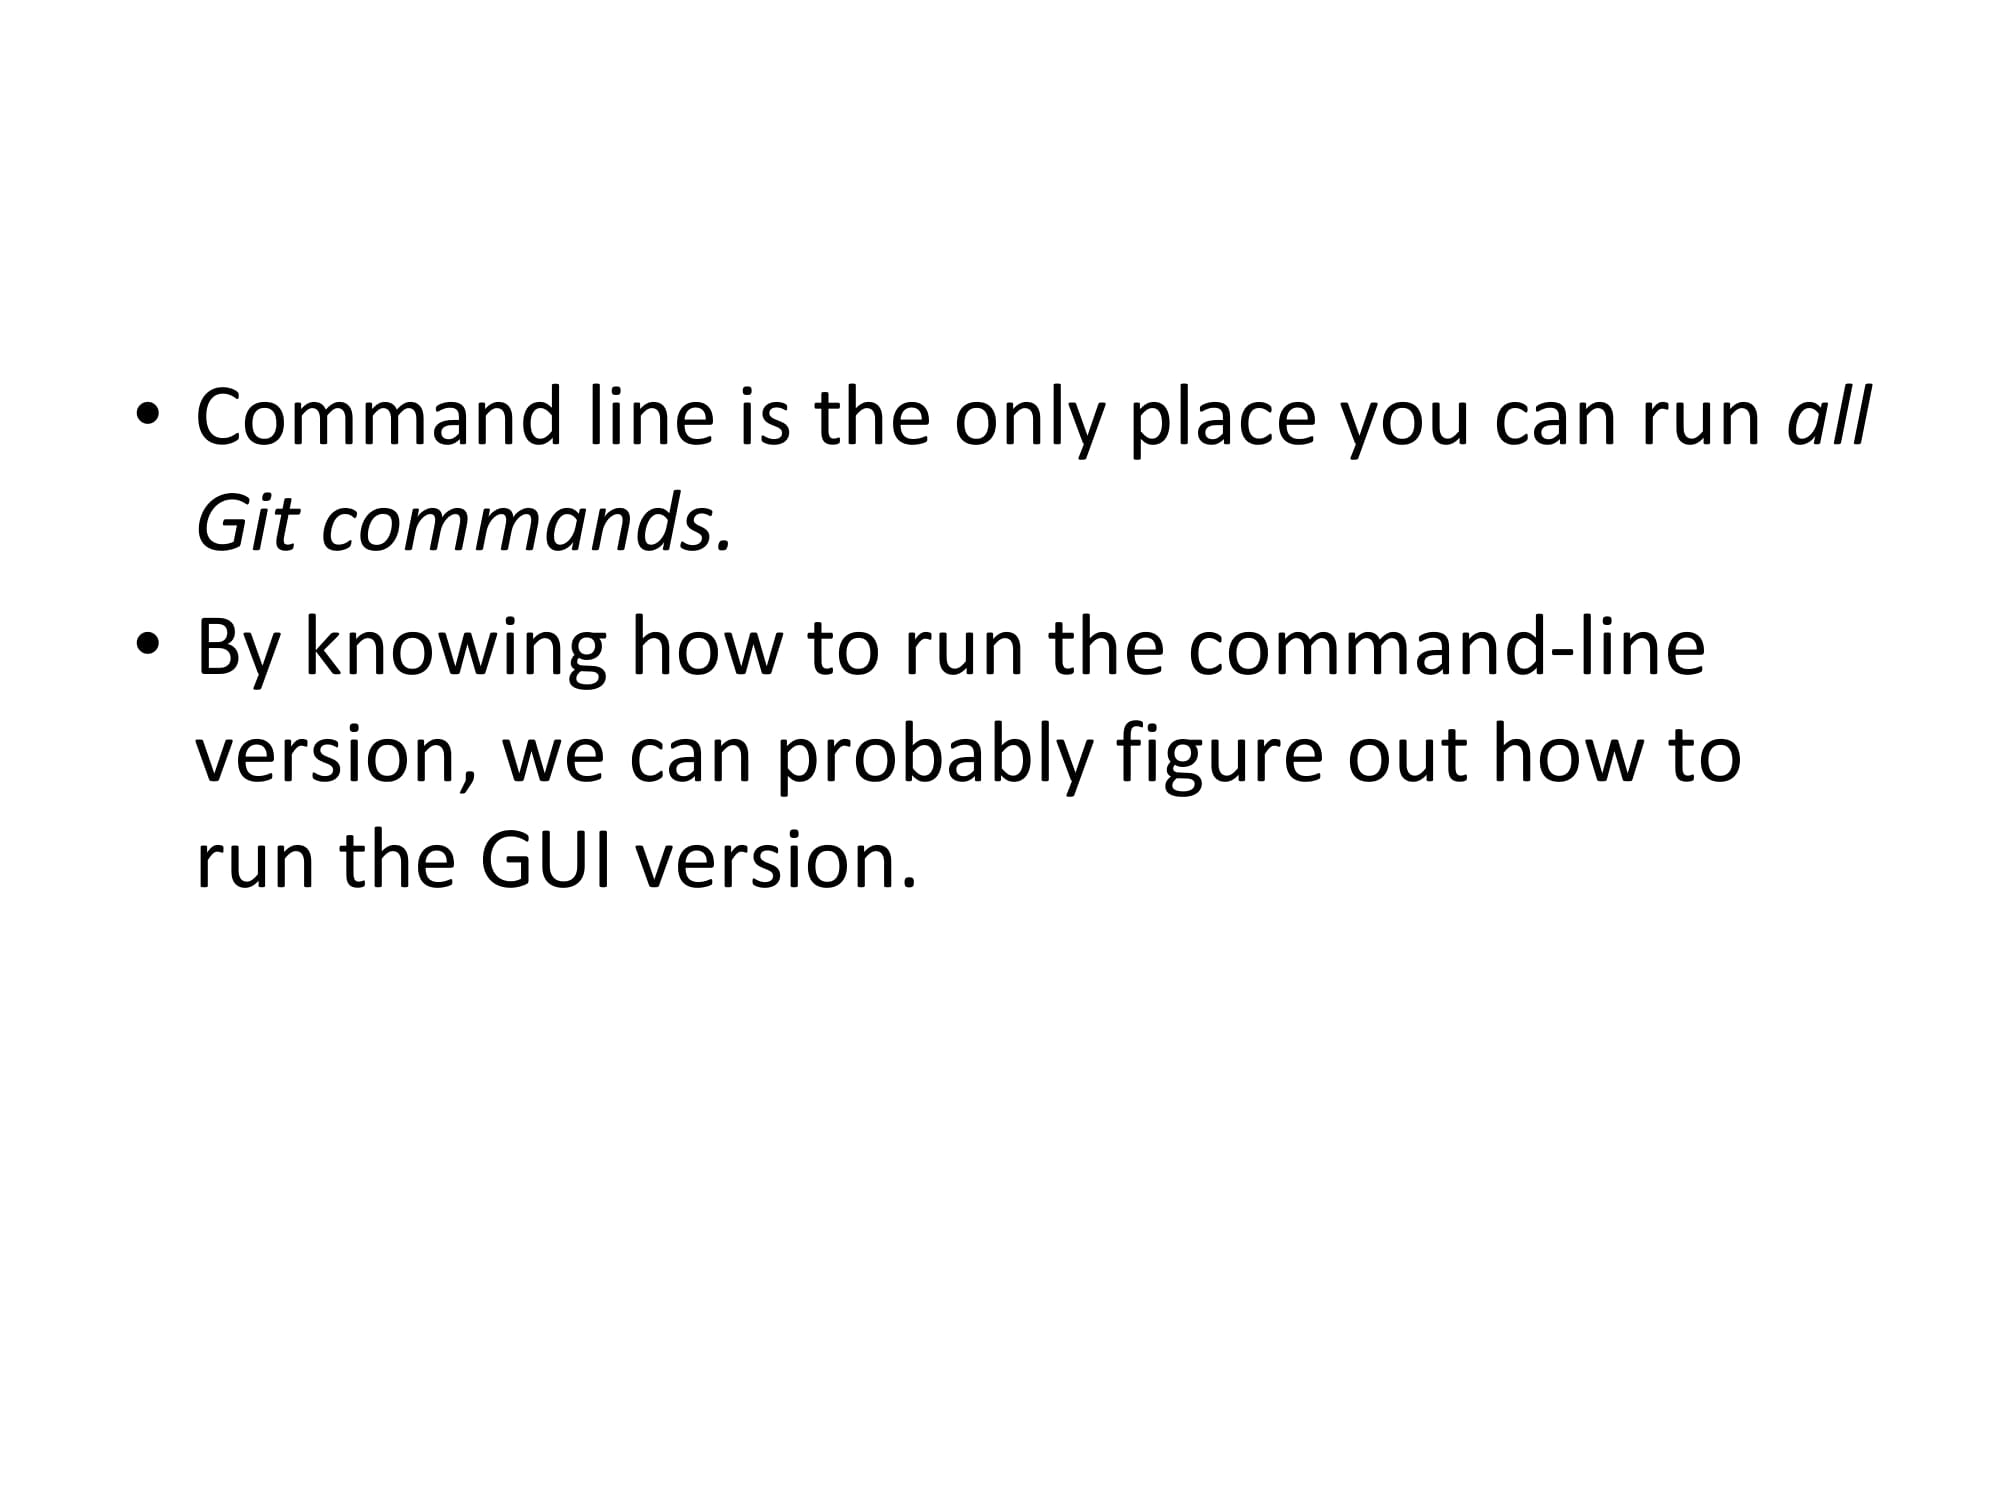 • Command line is the only place you can run all
Git commands.
• By knowing how to run the command-line
version, we can probably figure out how to
run the GUI version.